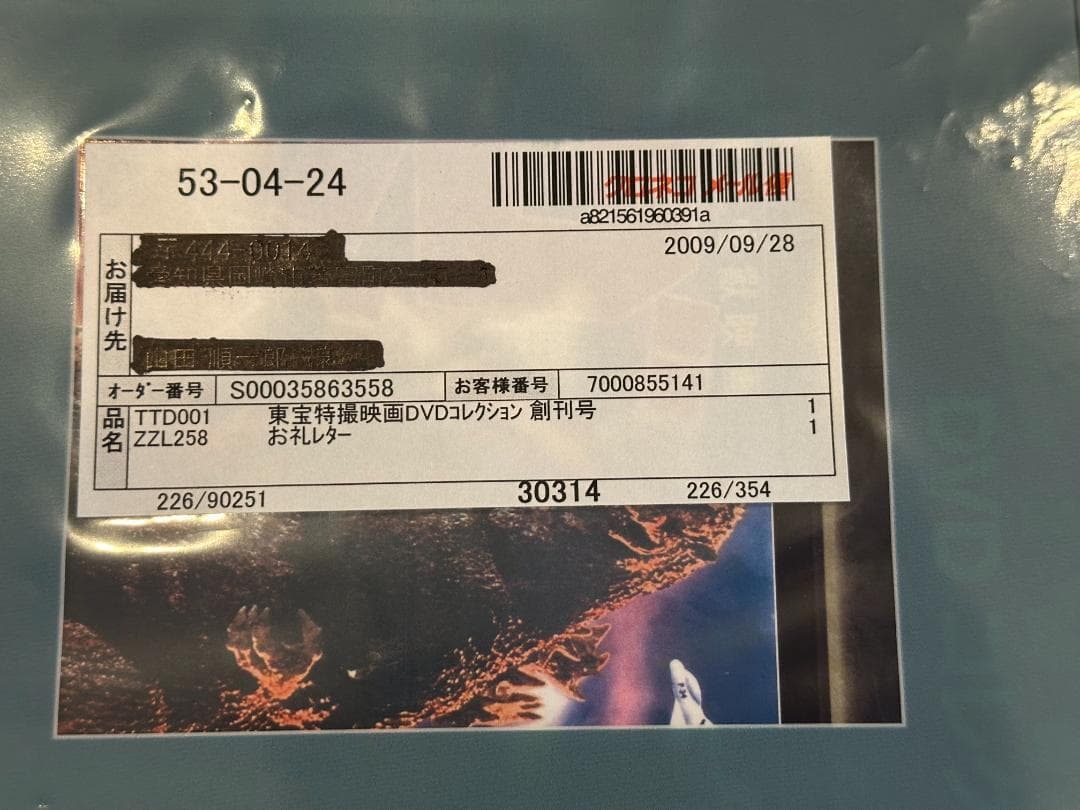 53-04-24
クロネコメール便
a821561960391a
お届け先
2009/09/28
オーダー番号 S00035863558 お客様番号 7000855141
品名
TTD001 東宝特撮映画DVDコレクション 創刊号 1
ZZL258 お礼レター 1
226/90251 30314 226/354